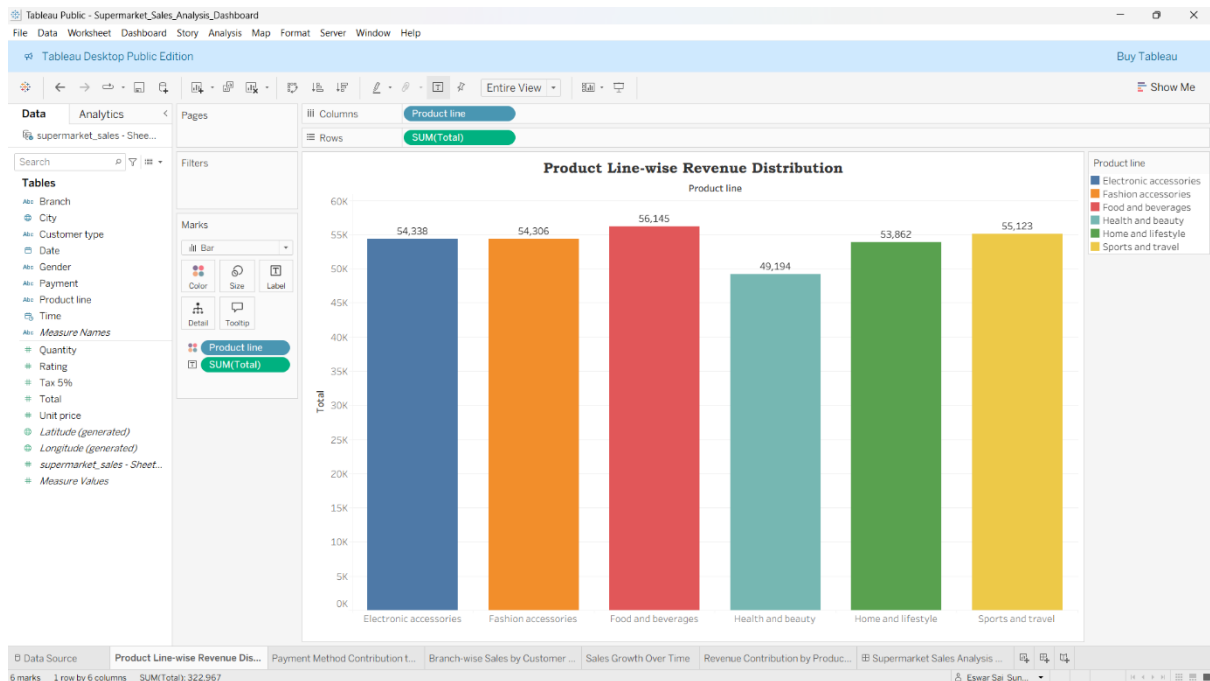 Tableau Public - Supermarket_Sales_Analysis_Dashboard
File Data Worksheet Dashboard Story Analysis Map Format Server Window Help
Tableau Desktop Public Edition
Buy Tableau
Entire View
Show Me
Data Analytics
supermarket_sales - Shee...
Search
Tables
Abc Branch
City
Abc Customer type
Date
Abc Gender
Abc Payment
Abc Product line
Time
Abc Measure Names
# Quantity
# Rating
# Tax 5%
# Total
# Unit price
Latitude (generated)
Longitude (generated)
# supermarket_sales - Sheet...
# Measure Values
Pages
Filters
Marks
Bar
Color Size Label
Detail Tooltip
Product line
SUM(Total)
Columns Product line
Rows SUM(Total)
Product Line-wise Revenue Distribution
Product line
Total
60K
55K
50K
45K
40K
35K
30K
25K
20K
15K
10K
5K
0K
54,338 54,306 56,145 49,194 53,862 55,123
Electronic accessories Fashion accessories Food and beverages Health and beauty Home and lifestyle Sports and travel
Product line
Electronic accessories
Fashion accessories
Food and beverages
Health and beauty
Home and lifestyle
Sports and travel
Data Source Product Line-wise Revenue Dis... Payment Method Contribution t... Branch-wise Sales by Customer ... Sales Growth Over Time Revenue Contribution by Produc... Supermarket Sales Analysis ...
6 marks 1 row by 6 columns SUM(Total): 322,967 Eswar Sai Sun...